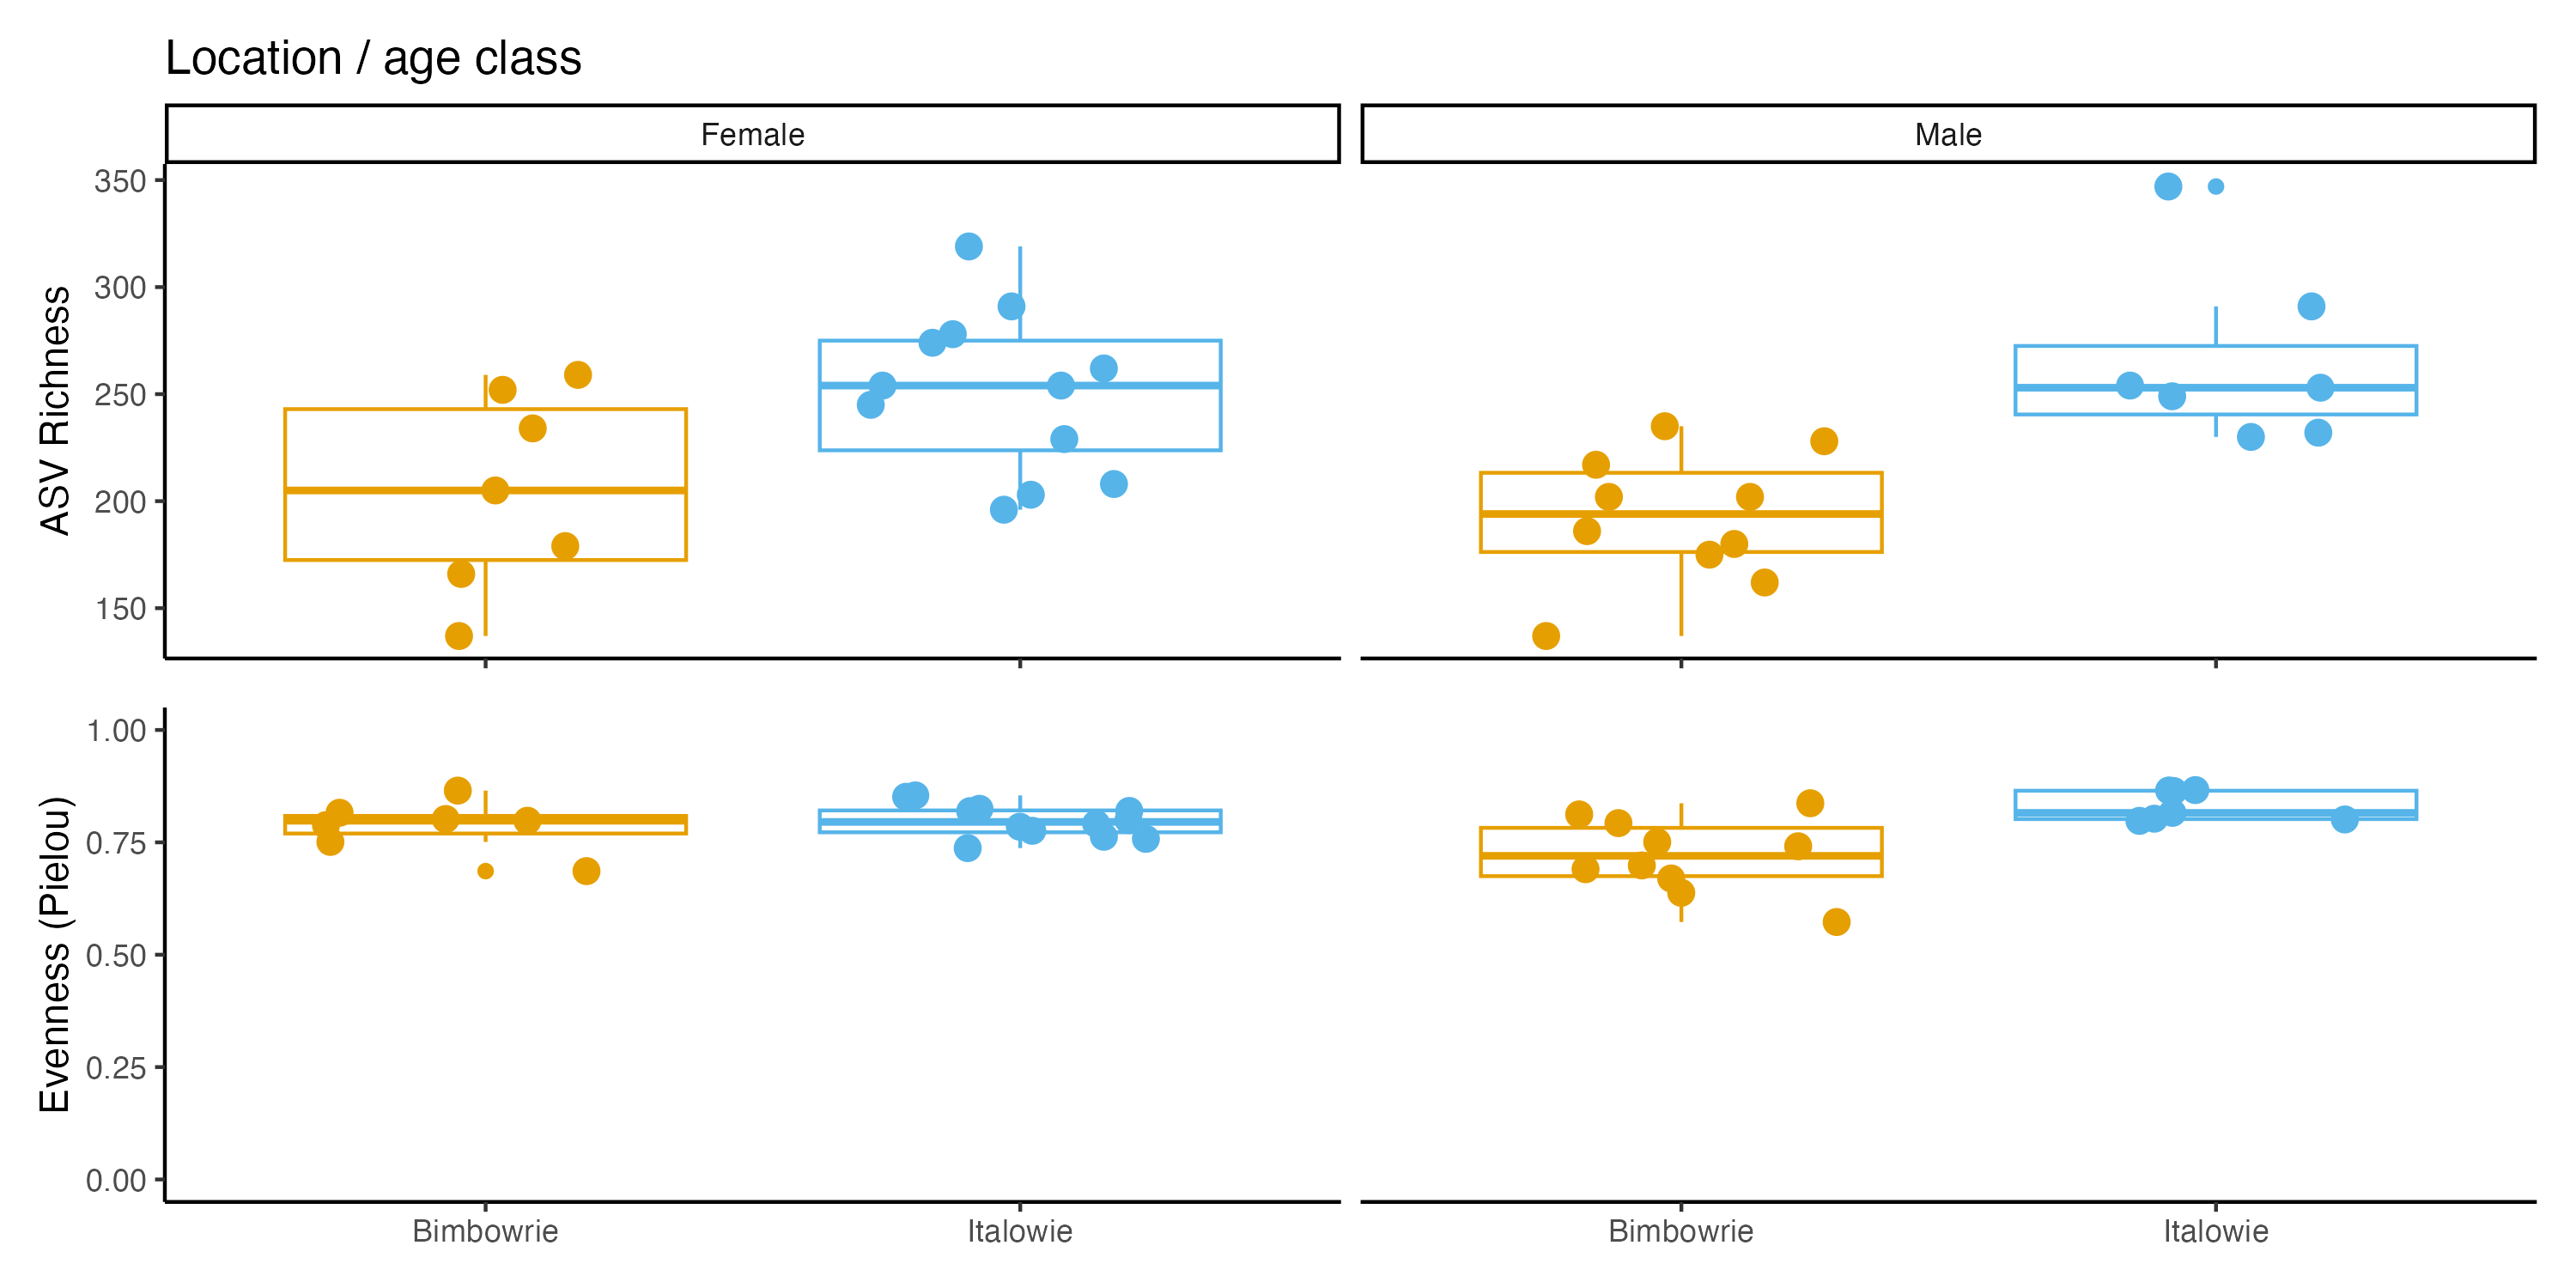 Location / age class
Female
Male
ASV Richness
350
300
250
200
150
Evenness (Pielou)
1.00
0.75
0.50
0.25
0.00
Bimbowrie
Italowie
Bimbowrie
Italowie